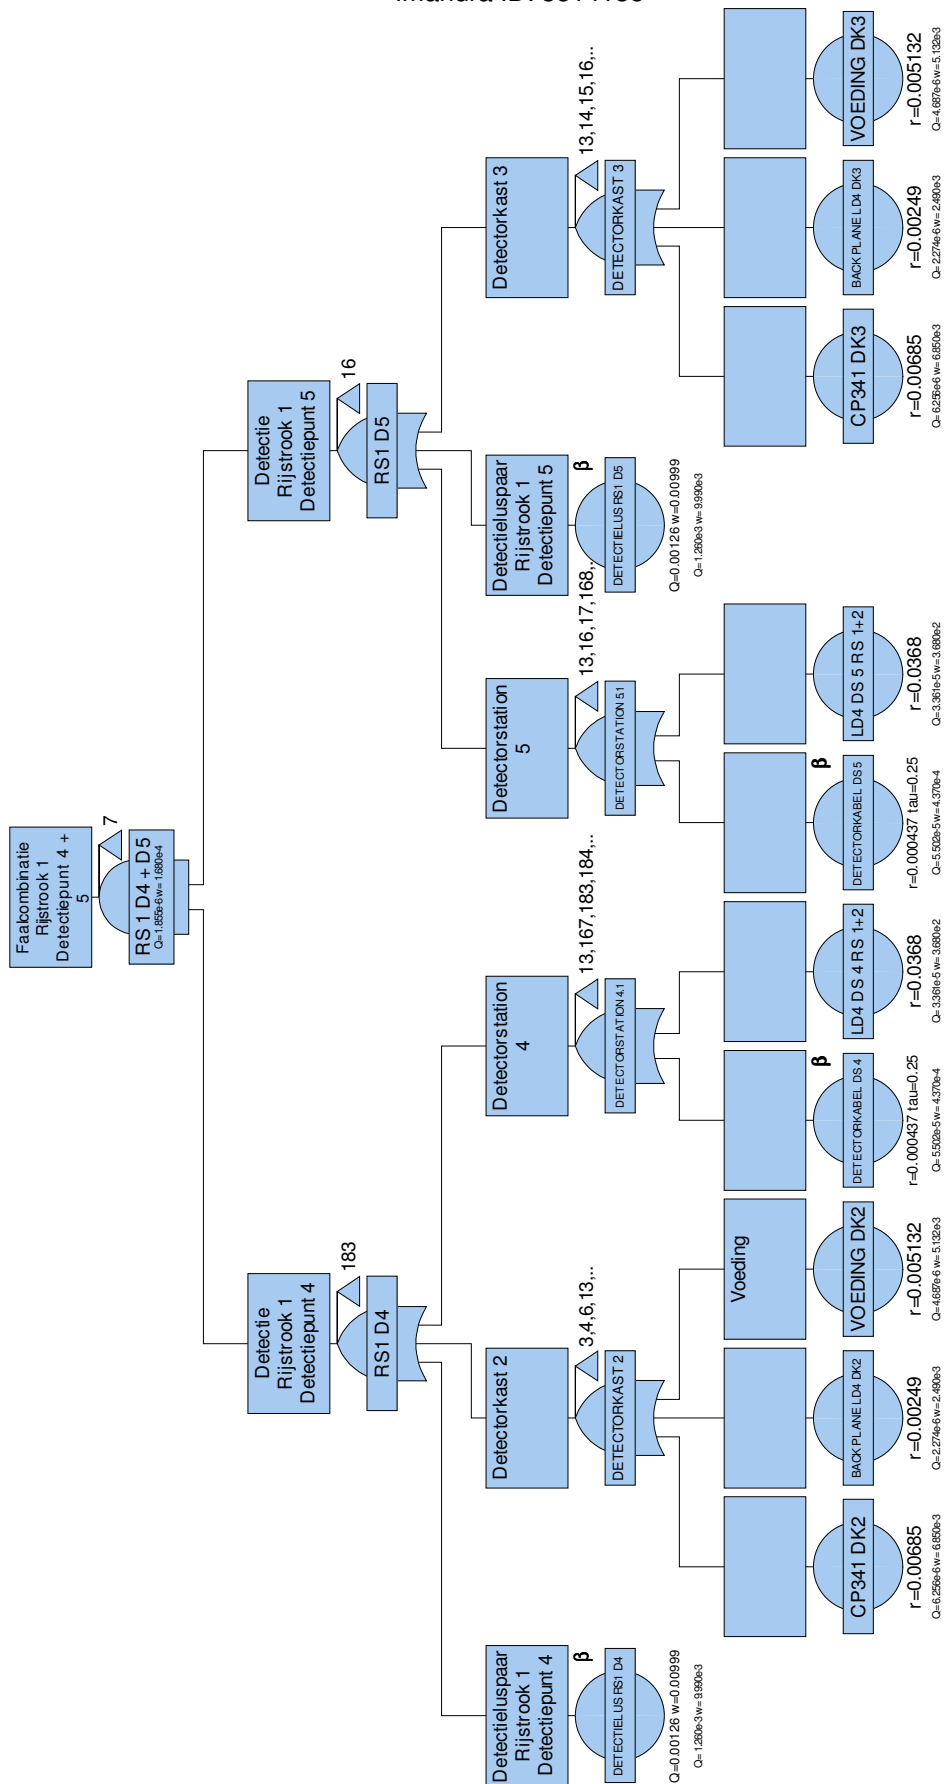 Faalcombinatie
Rijstrook 1
Detectiepunt 4 +
5
7
RS 1 D4 + D5
Q=1.855e-6 w=1.680e-4
Detectie
Rijstrook 1
Detectiepunt 4
183
RS1 D4
Detectie
Rijstrook 1
Detectiepunt 5
16
RS1 D5
Detectieluspaar
Rijstrook 1
Detectiepunt 4
β
DETECTIELUS RS1 D4
Q=0.00126 w=0.00999
Q=1.260e-3 w=9.990e-3
Detectorkast 2
3,4,6,13,..
DETECTORKAST 2
Detectorstation
4
13,167,183,184,..
DETECTORSTATION 4.1
Detectorstation
5
13,16,17,168,..
DETECTORSTATION 5.1
Detectieluspaar
Rijstrook 1
Detectiepunt 5
β
DETECTIELUS RS1 D5
Q=0.00126 w=0.00999
Q=1.260e-3 w=9.990e-3
Detectorkast 3
13,14,15,16,..
DETECTORKAST 3
CP341 DK2
r=0.00685
Q=6.256e-6 w=6.850e-3
BACKPLANE LD4 DK2
r=0.00249
Q=2.274e-6 w=2.490e-3
Voeding
VOEDING DK2
r=0.005132
Q=4.687e-6 w=5.132e-3
β
DETECTORKABEL DS 4
r=0.000437 tau=0.25
Q=5.502e-5 w=4.370e-4
LD4 DS 4 RS 1+2
r=0.0368
Q=3.361e-5 w=3.680e-2
β
DETECTORKABEL DS 5
r=0.000437 tau=0.25
Q=5.502e-5 w=4.370e-4
LD4 DS 5 RS 1+2
r=0.0368
Q=3.361e-5 w=3.680e-2
CP341 DK3
r=0.00685
Q=6.256e-6 w=6.850e-3
BACKPLANE LD4 DK3
r=0.00249
Q=2.274e-6 w=2.490e-3
VOEDING DK3
r=0.005132
Q=4.687e-6 w=5.132e-3